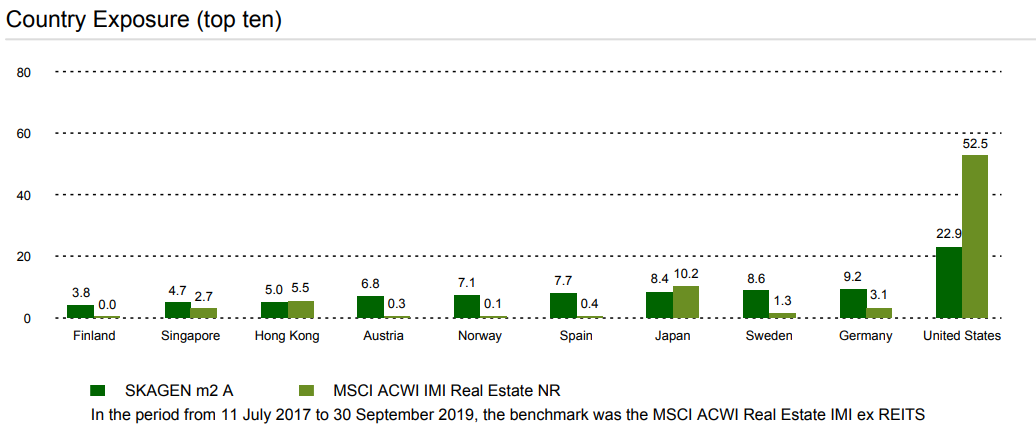 Country Exposure (top ten)
80
60
52.5
40
22.9
20
3.8 0.0 4.7 2.7 5.0 5.5 6.8 0.3 7.1 0.1 7.7 0.4 8.4 10.2 8.6 1.3 9.2 3.1
0
Finland Singapore Hong Kong Austria Norway Spain Japan Sweden Germany United States
SKAGEN m2 A MSCI ACWI IMI Real Estate NR
In the period from 11 July 2017 to 30 September 2019, the benchmark was the MSCI ACWI Real Estate IMI ex REITS